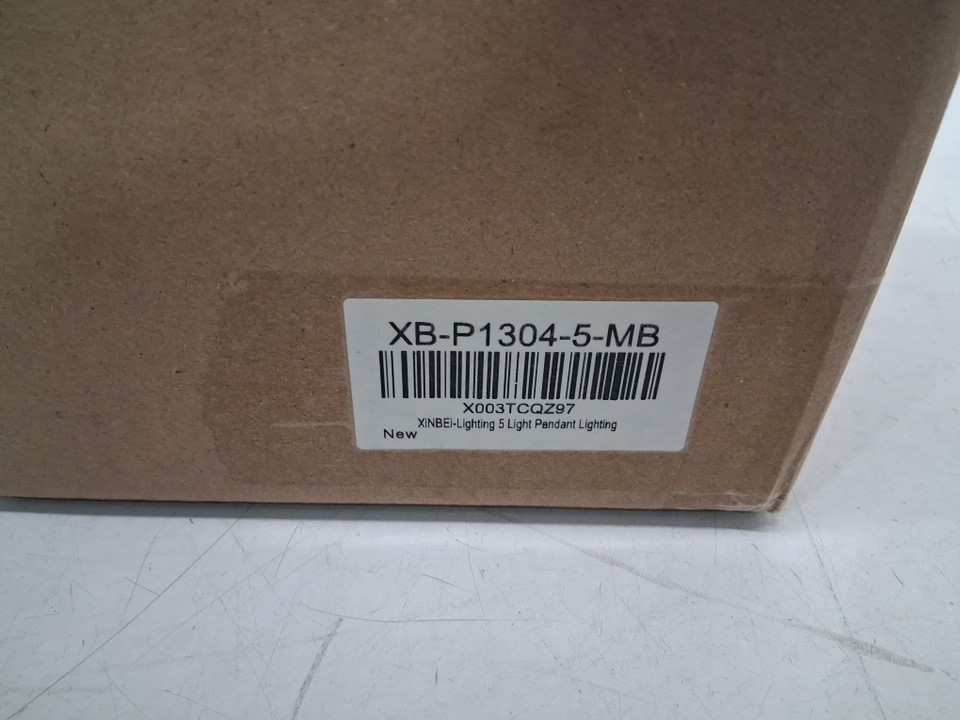 XB-P1304-5-MB
X003TCQZ97
XiNBEi-Lighting 5 Light Pendant Lighting
New